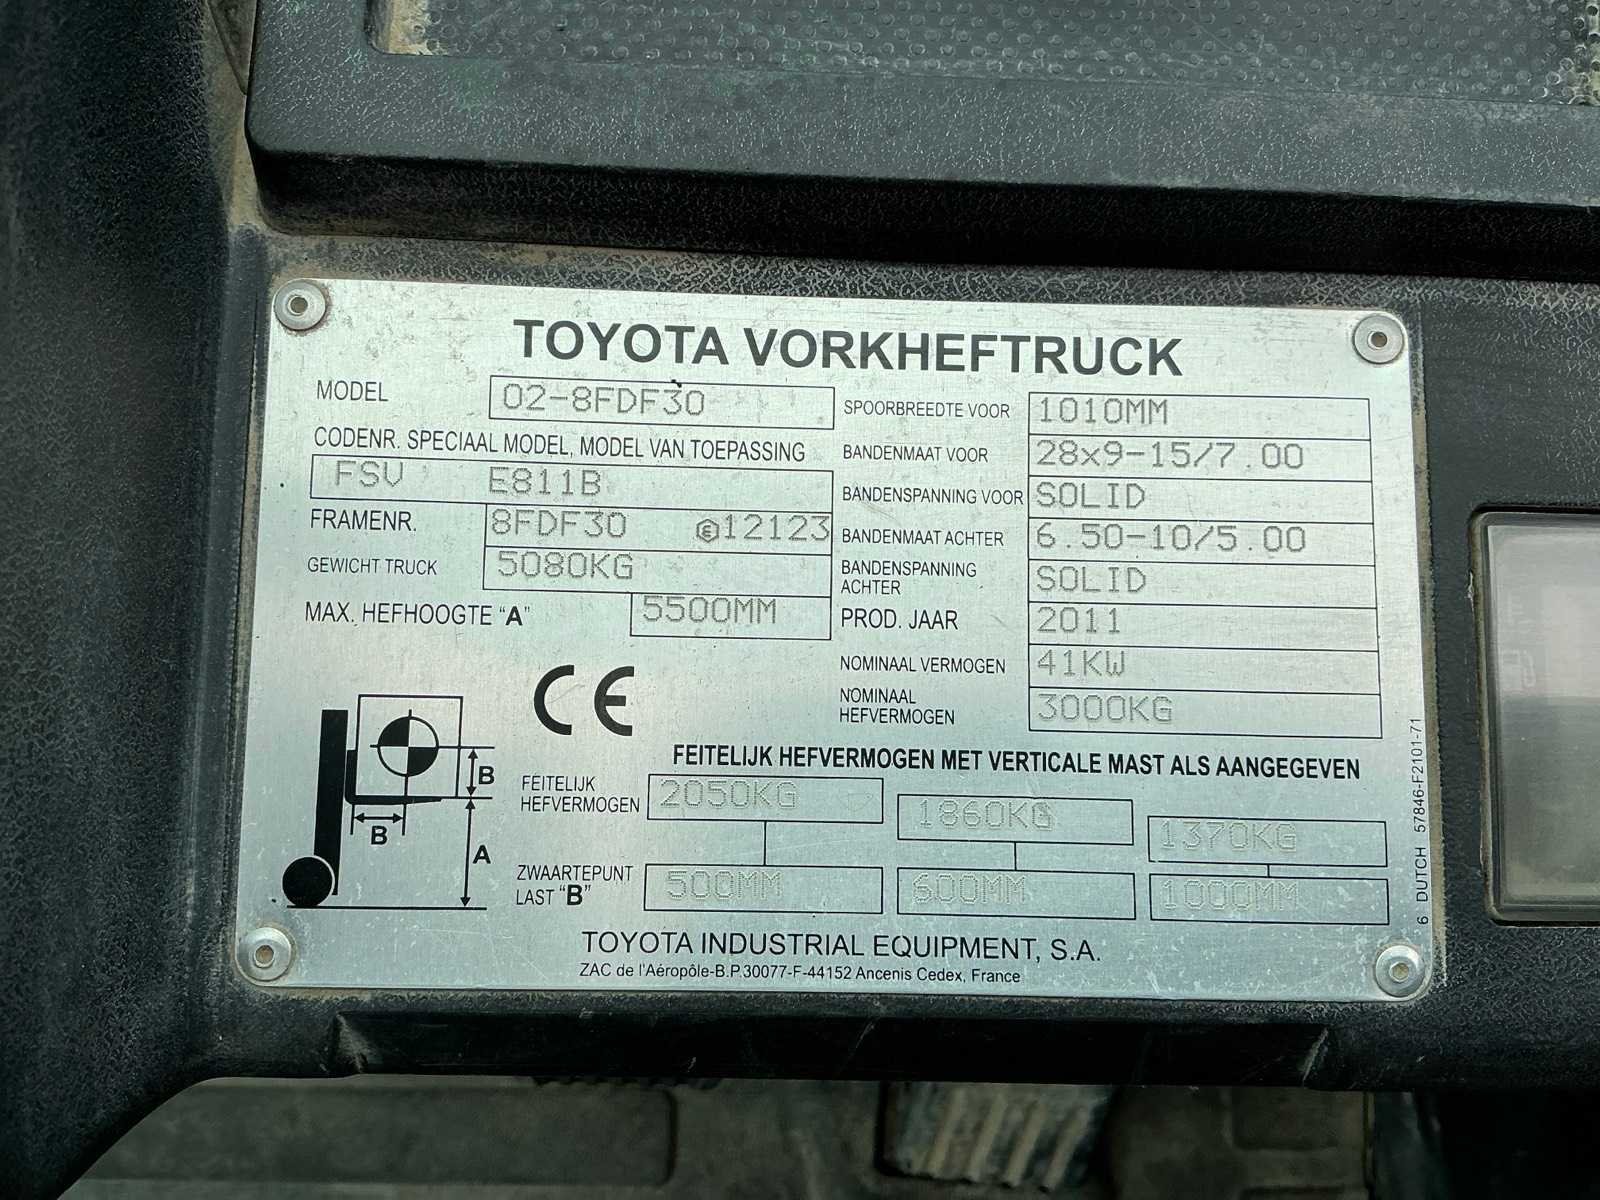 TOYOTA VORKHEFTRUCK
MODEL 02-8FDF30
CODENR. SPECIAAL MODEL, MODEL VAN TOEPASSING
FSV E811B
FRAMENR. 8FDF30 E12123
GEWICHT TRUCK 5080KG
MAX. HEFHOOGTE "A" 5500MM
SPOORBREEDTE VOOR 1010MM
BANDENMAAT VOOR 28x9-15/7.00
BANDENSPANNING VOOR SOLID
BANDENMAAT ACHTER 6.50-10/5.00
BANDENSPANNING
ACHTER SOLID
PROD. JAAR 2011
NOMINAAL VERMOGEN 41KW
NOMINAAL
HEFVERMOGEN 3000KG
CE
B
B
A
FEITELIJK HEFVERMOGEN MET VERTICALE MAST ALS AANGEGEVEN
FEITELIJK
HEFVERMOGEN 2050KG 1860KG 1370KG
ZWAARTEPUNT
LAST "B" 500MM 600MM 1000MM
TOYOTA INDUSTRIAL EQUIPMENT, S.A.
ZAC de l'Aéropôle-B.P.30077-F-44152 Ancenis Cedex, France
6 DUTCH 57846-F2101-71